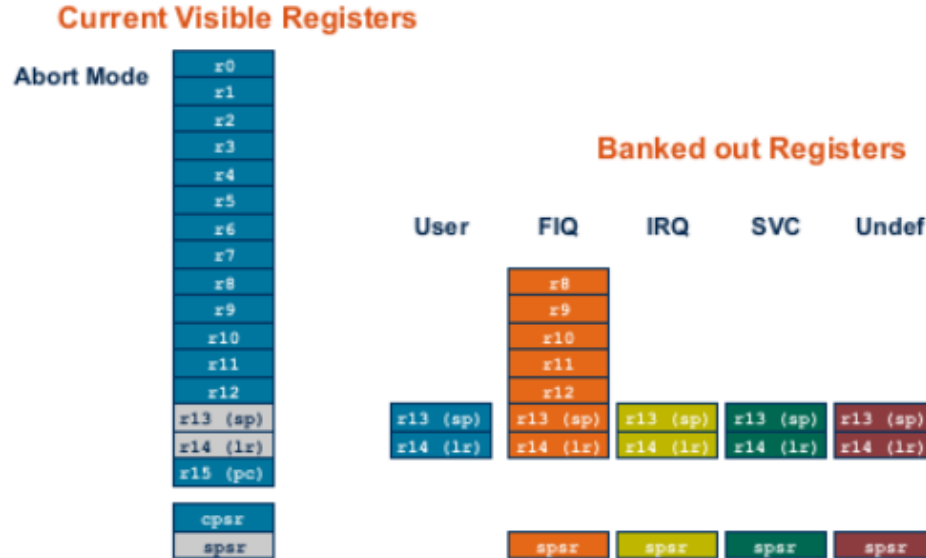 Current Visible Registers
Abort Mode
r0
r1
r2
r3
r4
r5
r6
r7
r8
r9
r10
r11
r12
r13 (sp)
r14 (lr)
r15 (pc)
cpsr
spsr
Banked out Registers
User FIQ IRQ SVC Undef
r8
r9
r10
r11
r12
r13 (sp) r13 (sp) r13 (sp) r13 (sp) r13 (sp)
r14 (lr) r14 (lr) r14 (lr) r14 (lr) r14 (lr)
spsr spsr spsr spsr